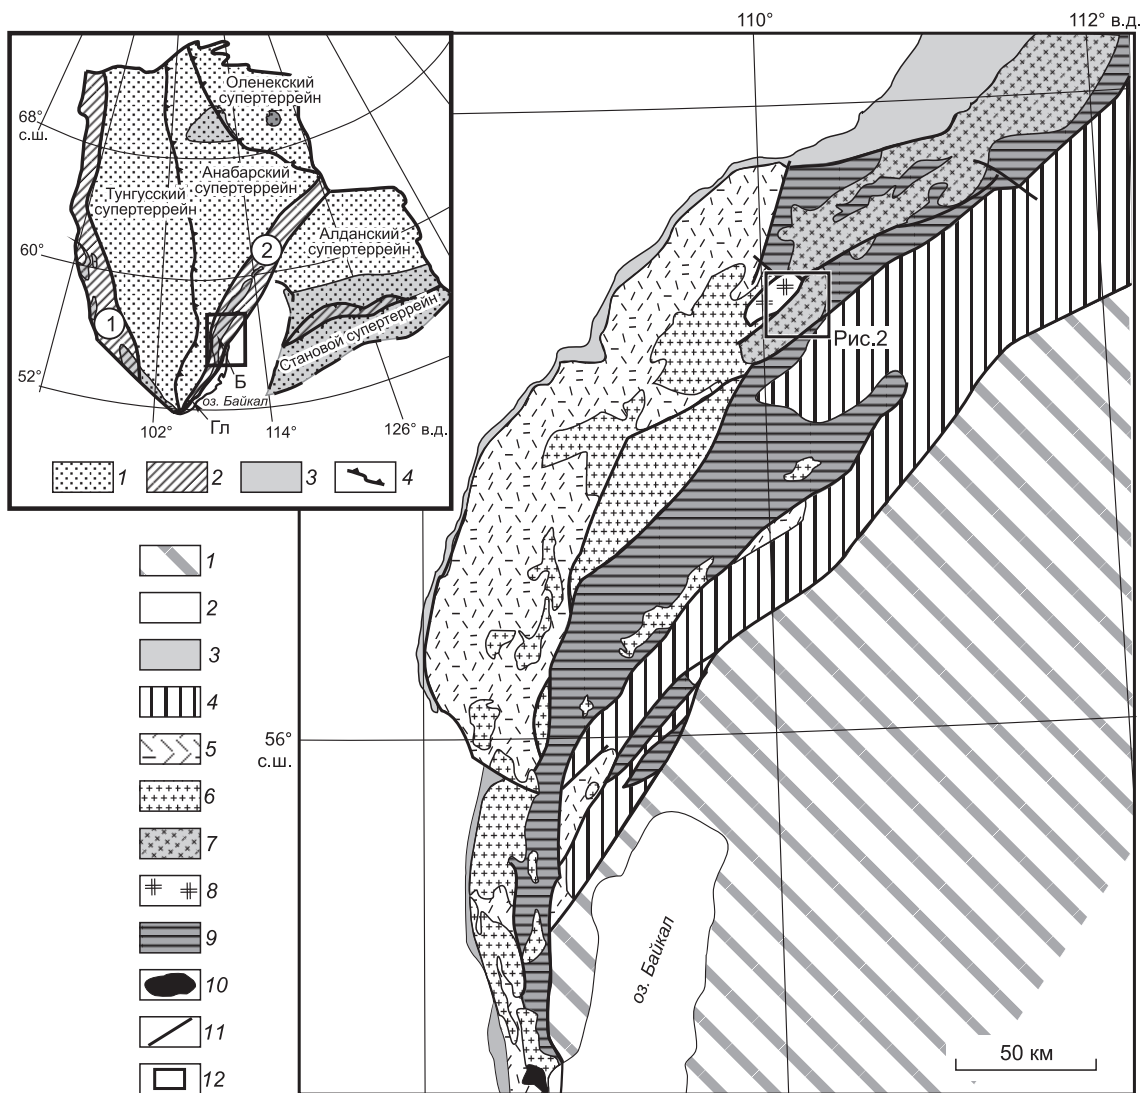 110°
112° в.д.
Оленекский
супертеррейн
68°
с.ш.
Анабарский
супертеррейн
Тунгусский
супертеррейн
Алданский
супертеррейн
60°
2
1
Становой супертеррейн
52°
Б
оз. Байкал
Гл
102°
114°
126° в.д.
1
2
3
4
Рис.2
1
2
3
4
5
6
7
8
9
10
11
12
56°
с.ш.
оз. Байкал
50 км